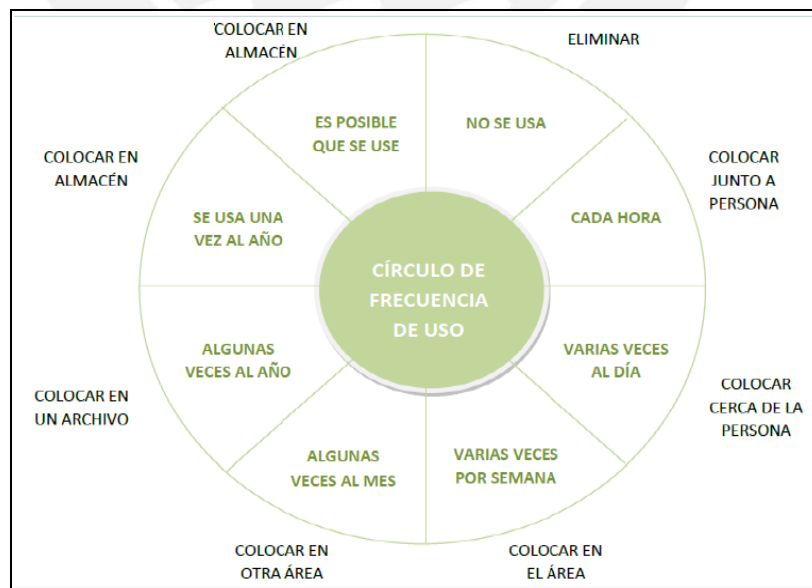 COLOCAR EN
ALMACÉN
ELIMINAR
ES POSIBLE
QUE SE USE
NO SE USA
COLOCAR EN
ALMACÉN
COLOCAR
JUNTO A
PERSONA
SE USA UNA
VEZ AL AÑO
CADA HORA
CÍRCULO DE
FRECUENCIA
DE USO
ALGUNAS
VECES AL AÑO
VARIAS VECES
AL DÍA
COLOCAR EN
UN ARCHIVO
COLOCAR
CERCA DE LA
PERSONA
ALGUNAS
VECES AL MES
VARIAS VECES
POR SEMANA
COLOCAR EN
OTRA ÁREA
COLOCAR EN
EL ÁREA